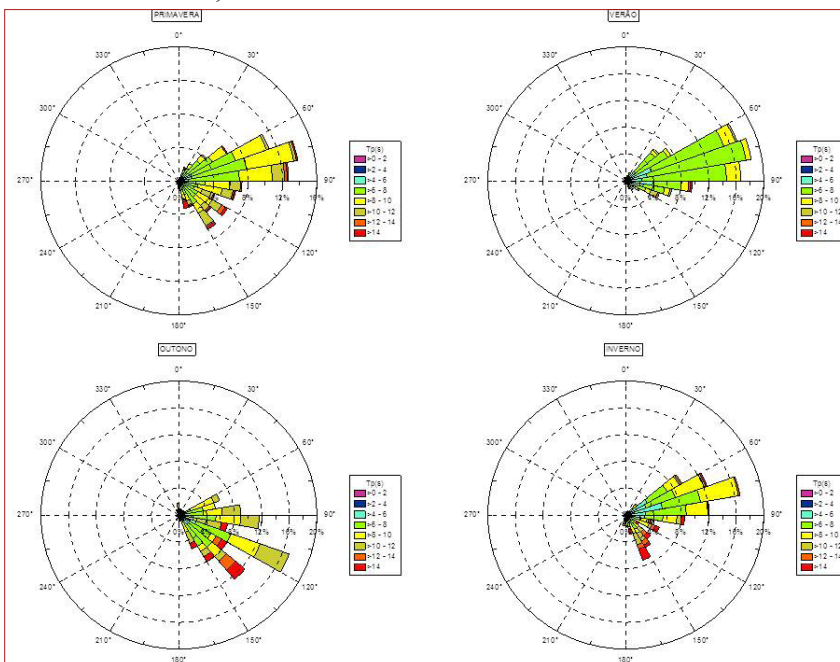 PRIMAVERA
0°
30°
60°
90°
120°
150°
180°
210°
270°
300°
330°
0%
8%
12%
16%
Tp(s)
>0 - 2
>2 - 4
>4 - 6
>6 - 8
>8 - 10
>10 - 12
>12 - 14
>14
VERÃO
0°
30°
60°
90°
120°
150°
180°
210°
270°
300°
330°
0%
8%
12%
16%
20%
Tp(s)
>0 - 2
>2 - 4
>4 - 6
>6 - 8
>8 - 10
>10 - 12
>12 - 14
>14
OUTONO
0°
30°
60°
90°
120°
150°
180°
210°
270°
300°
330°
0%
12%
16%
20%
Tp(s)
>0 - 2
>2 - 4
>4 - 6
>6 - 8
>8 - 10
>10 - 12
>12 - 14
>14
INVERNO
0°
30°
60°
90°
120°
150°
180°
210°
270°
300°
330°
0%
8%
12%
16%
20%
Tp(s)
>0 - 2
>2 - 4
>4 - 6
>6 - 8
>8 - 10
>10 - 12
>12 - 14
>14